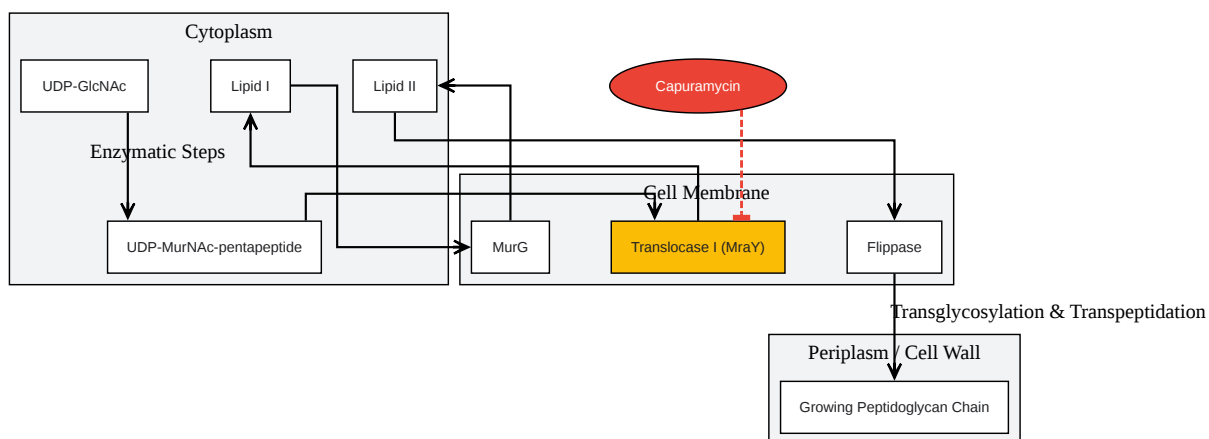 Cytoplasm
UDP-GlcNAc
Lipid I
Lipid II
Capuramycin
Enzymatic Steps
Cell Membrane
UDP-MurNAc-pentapeptide
MurG
Translocase I (MraY)
Flippase
Transglycosylation & Transpeptidation
Periplasm / Cell Wall
Growing Peptidoglycan Chain